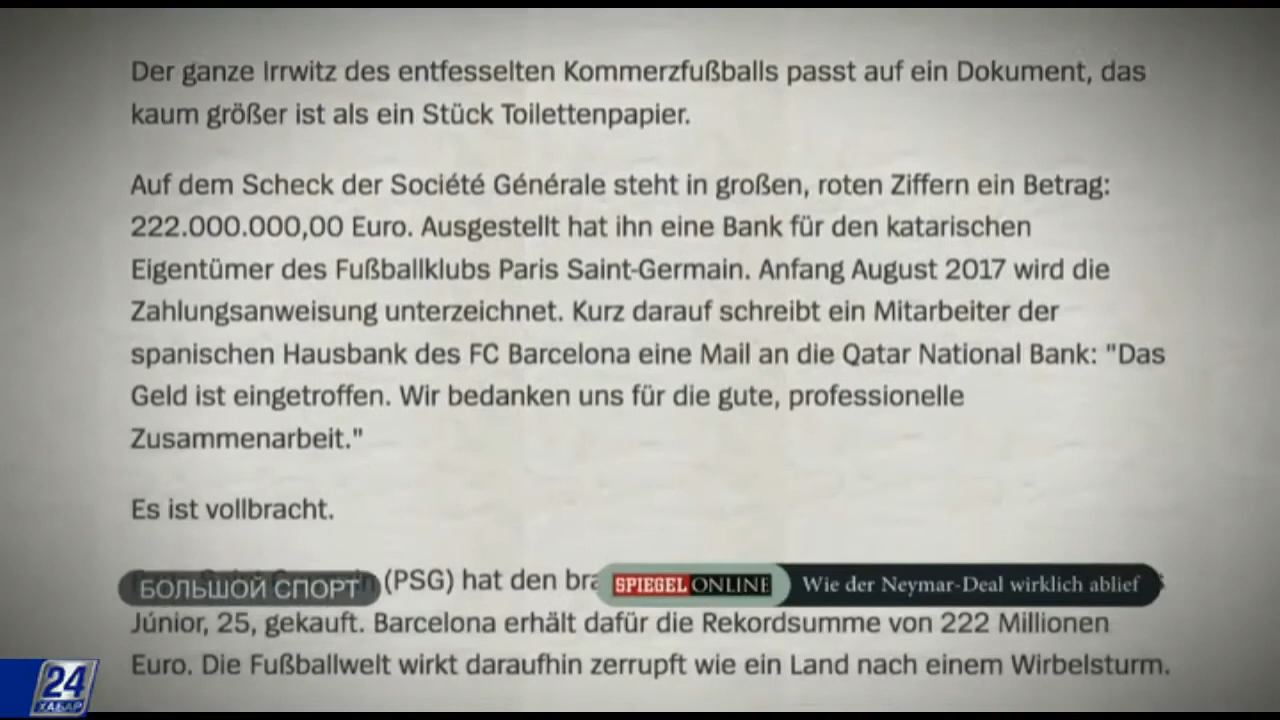 Der ganze Irrwitz des entfesselten Kommerzfußballs passt auf ein Dokument, das
kaum größer ist als ein Stück Toilettenpapier.
Auf dem Scheck der Société Générale steht in großen, roten Ziffern ein Betrag:
222.000.000,00 Euro. Ausgestellt hat ihn eine Bank für den katarischen
Eigentümer des Fußballklubs Paris Saint-Germain. Anfang August 2017 wird die
Zahlungsanweisung unterzeichnet. Kurz darauf schreibt ein Mitarbeiter der
spanischen Hausbank des FC Barcelona eine Mail an die Qatar National Bank: "Das
Geld ist eingetroffen. Wir bedanken uns für die gute, professionelle
Zusammenarbeit."
Es ist vollbracht.
БОЛЬШОЙ СПОРТ (PSG) hat den SPIEGEL ONLINE Wie der Neymar-Deal wirklich ablief
Júnior, 25, gekauft. Barcelona erhält dafür die Rekordsumme von 222 Millionen
Euro. Die Fußballwelt wirkt daraufhin zerrupft wie ein Land nach einem Wirbelsturm.
24
ХАБАР